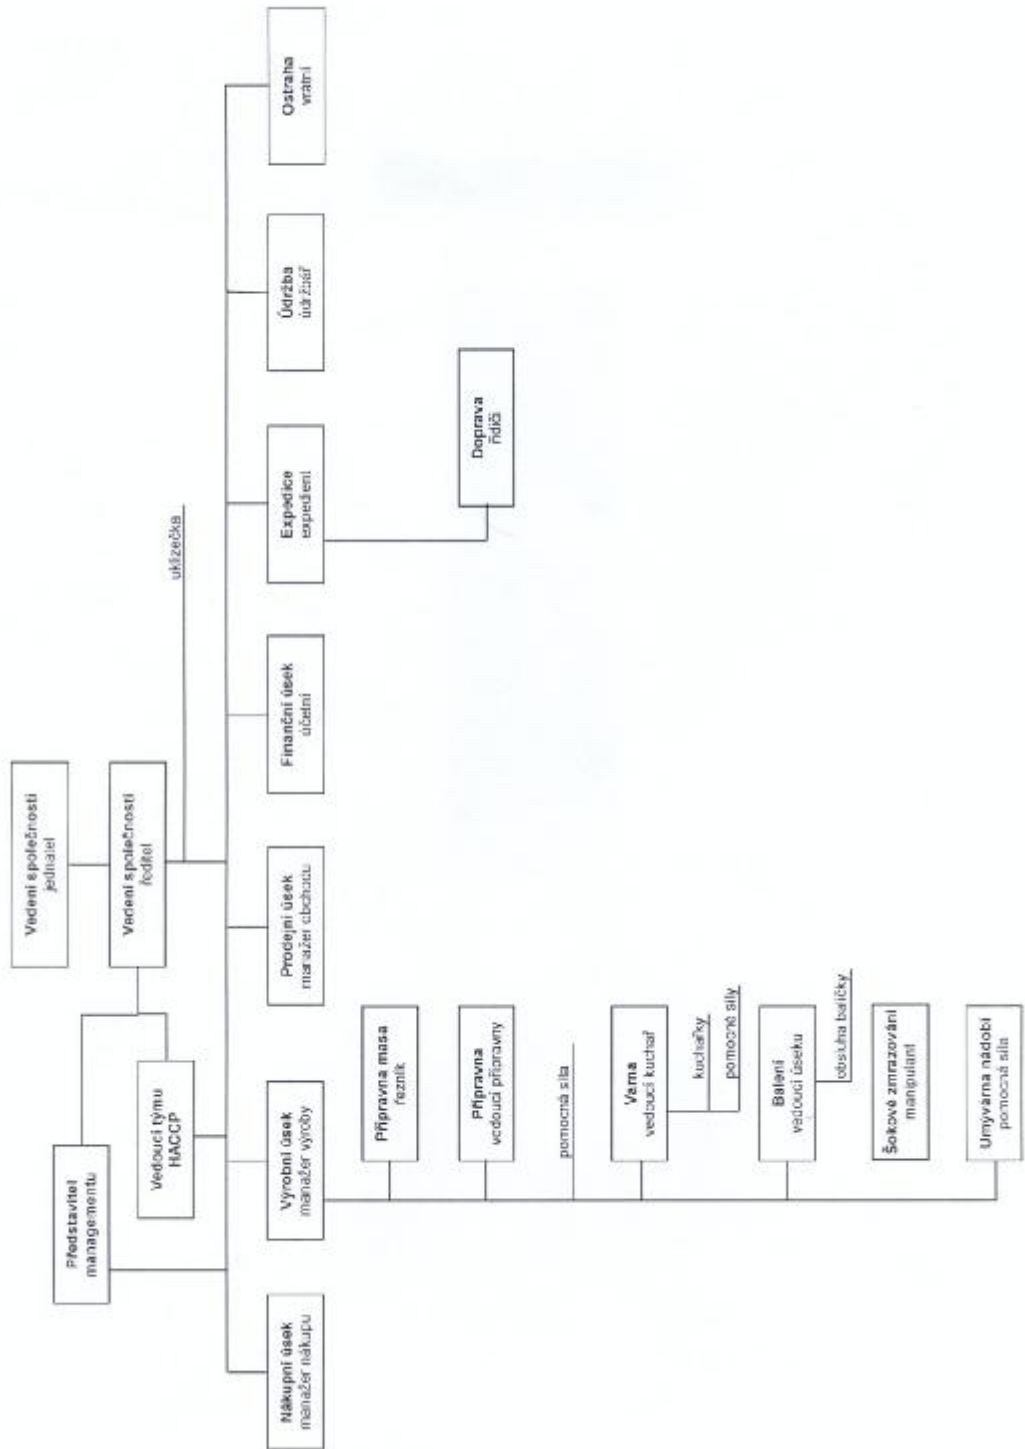 Vedení společnosti
jednatel
Vedení společnosti
ředitel
Představitel
managementu
Vedoucí týmu
HACCP
uklízečka
Nákupní úsek
manažer nákupu
Výrobní úsek
manažer výroby
Prodejní úsek
manažer obchodu
Finanční úsek
účetní
Expedice
expedient
Údržba
údržbář
Ostraha
vrátní
Doprava
řidiči
Přípravna masa
řezník
Přípravna
vedoucí přípravny
pomocná síla
Varna
vedoucí kuchař
kuchařky
pomocné síly
Balení
vedoucí úseku
obsluha baličky
Šokové zmrazování
manipulant
Umývárna nádobí
pomocná síla